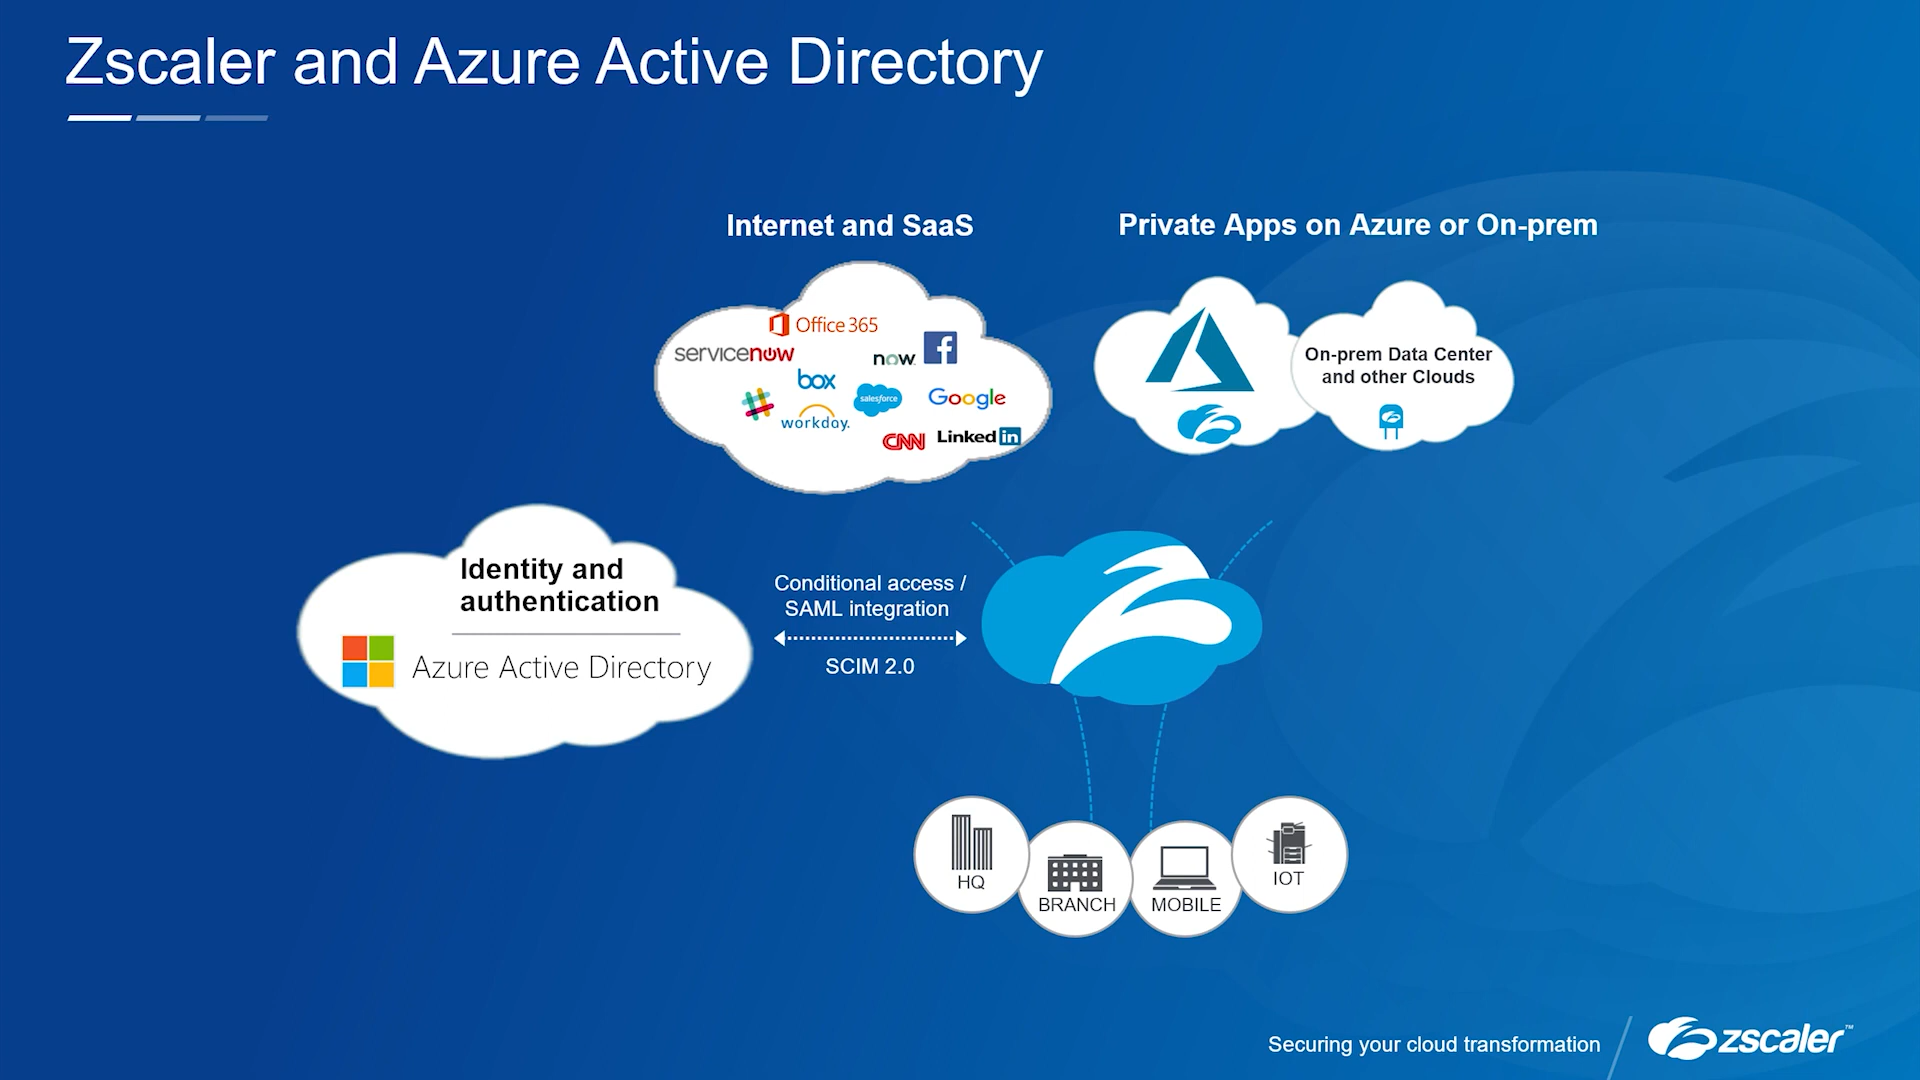 Zscaler and Azure Active Directory
Internet and SaaS
Private Apps on Azure or On-prem
Office 365
servicenow
now
box
workday.
salesforce
Google
CNN
Linked in
On-prem Data Center
and other Clouds
Identity and
authentication
Azure Active Directory
Conditional access /
SAML integration
SCIM 2.0
HQ
BRANCH
MOBILE
IOT
Securing your cloud transformation
zscaler™